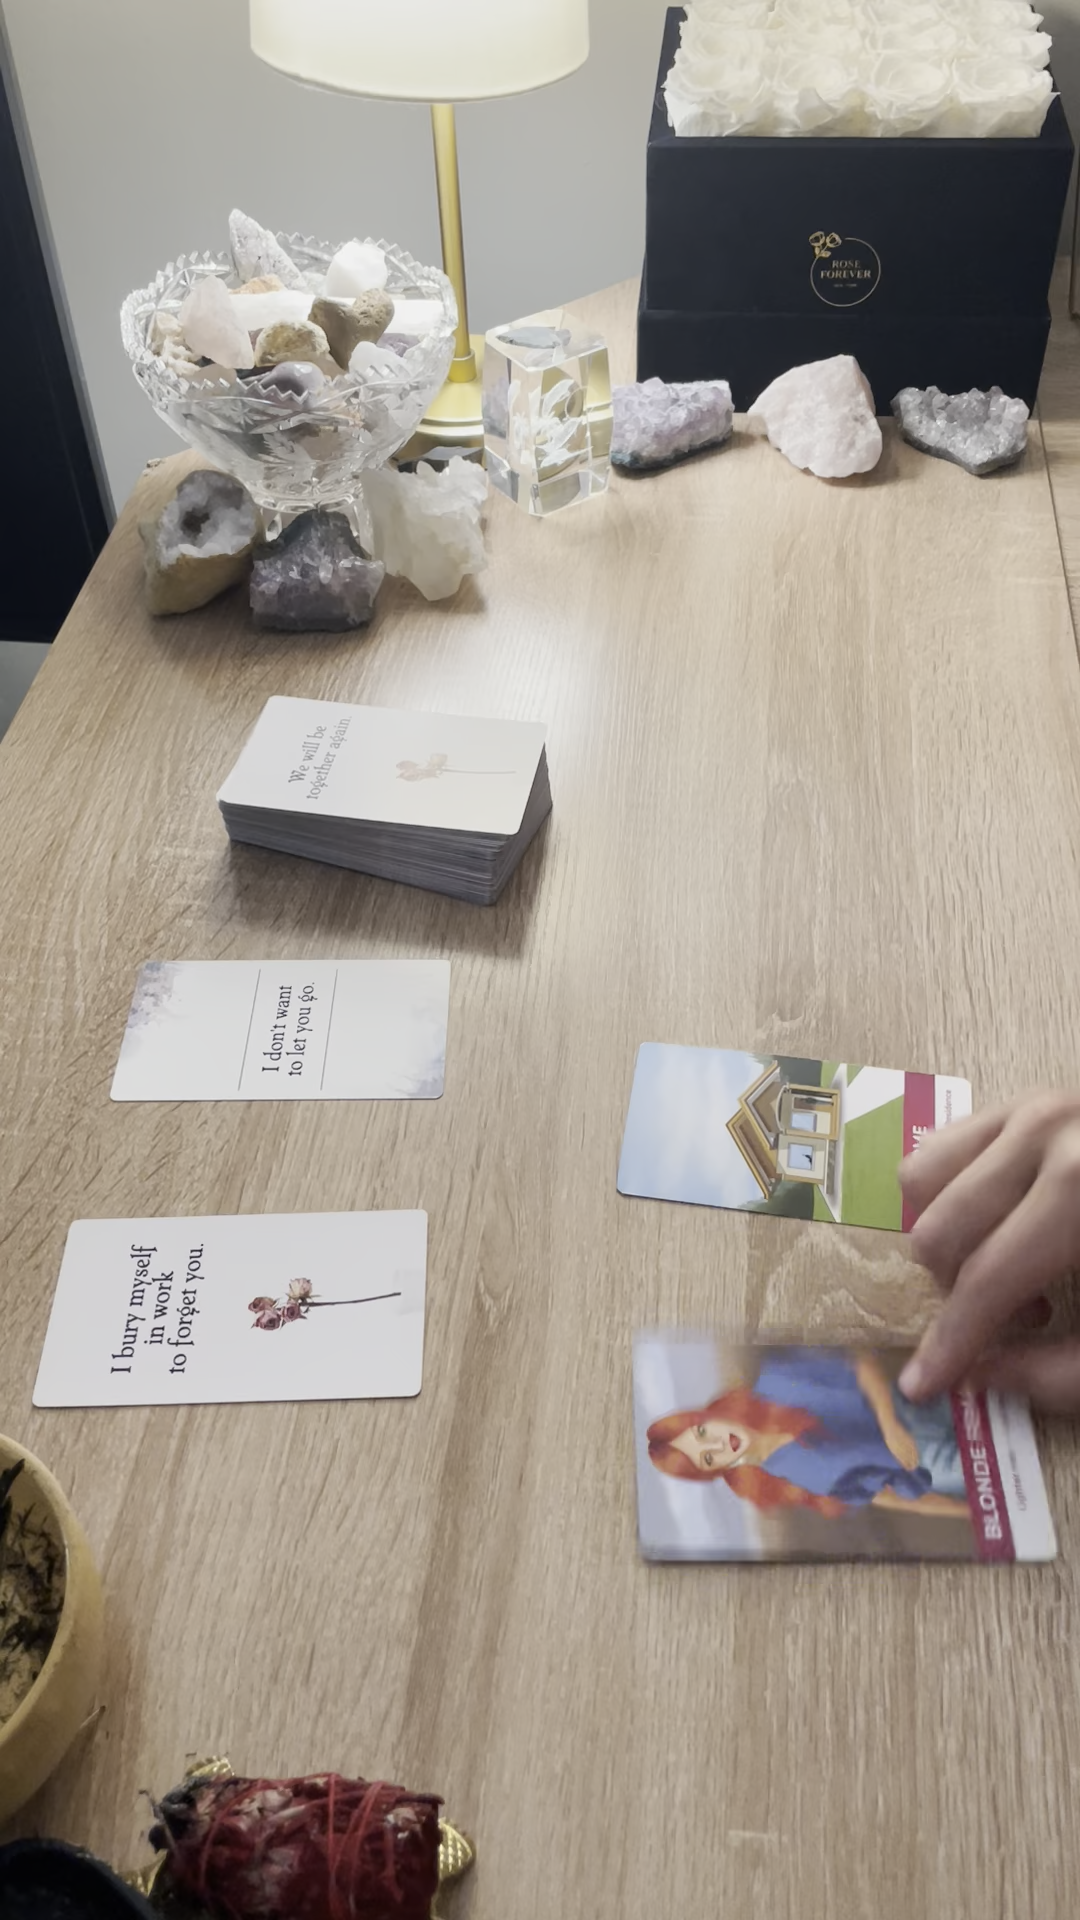 ROSE
FOREVER
We will be
together again.
I don't want
to let you go.
I bury myself
in work
to forget you.
BLONDE
Lighter